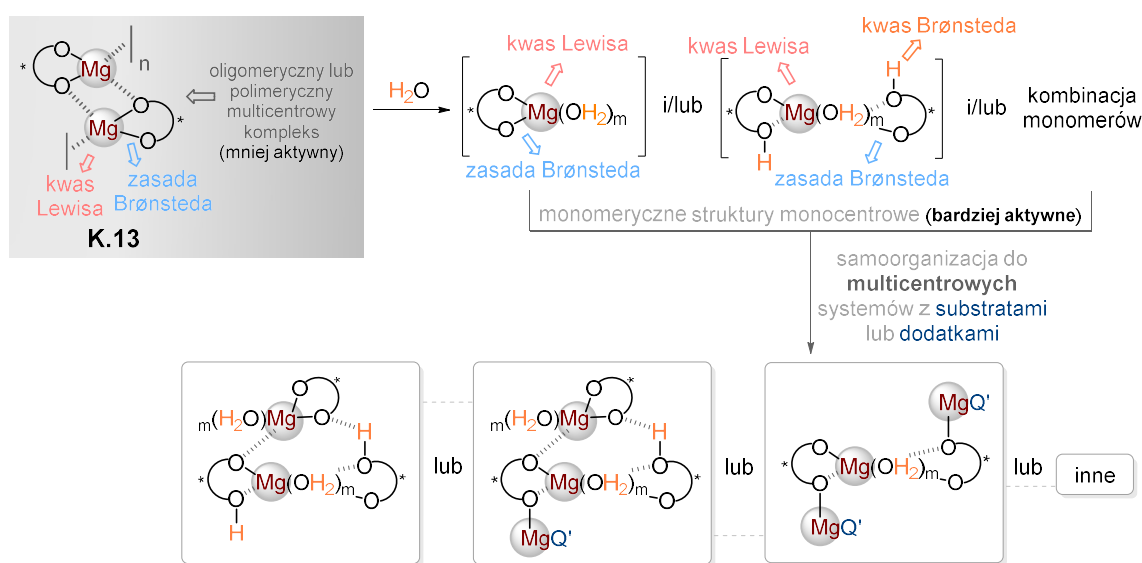 Mg
n
Mg
O
O
O
O
*
*
oligomeryczny lub
polimeryczny
multicentrowy
kompleks
(mniej aktywny)
kwas
Lewisa
zasada
Brønsteda
K.13
H2O
kwas Lewisa
* O O Mg(OH2)m
zasada Brønsteda
i/lub
kwas Lewisa
kwas Brønsteda
* O O H Mg(OH2)m H O O *
zasada Brønsteda
i/lub
kombinacja
monomerów
monomeryczne struktury monocentrowe (bardziej aktywne)
samoorganizacja do
multicentrowych
systemów z substratami
lub dodatkami
O O *
m(H2O)Mg
H
O O
* Mg(OH2)m O *
O
H
lub
O O *
m(H2O)Mg
H
O O
* Mg(OH2)m O *
O
MgQ'
lub
MgQ'
O O
* Mg(OH2)m *
O O
MgQ'
lub
inne